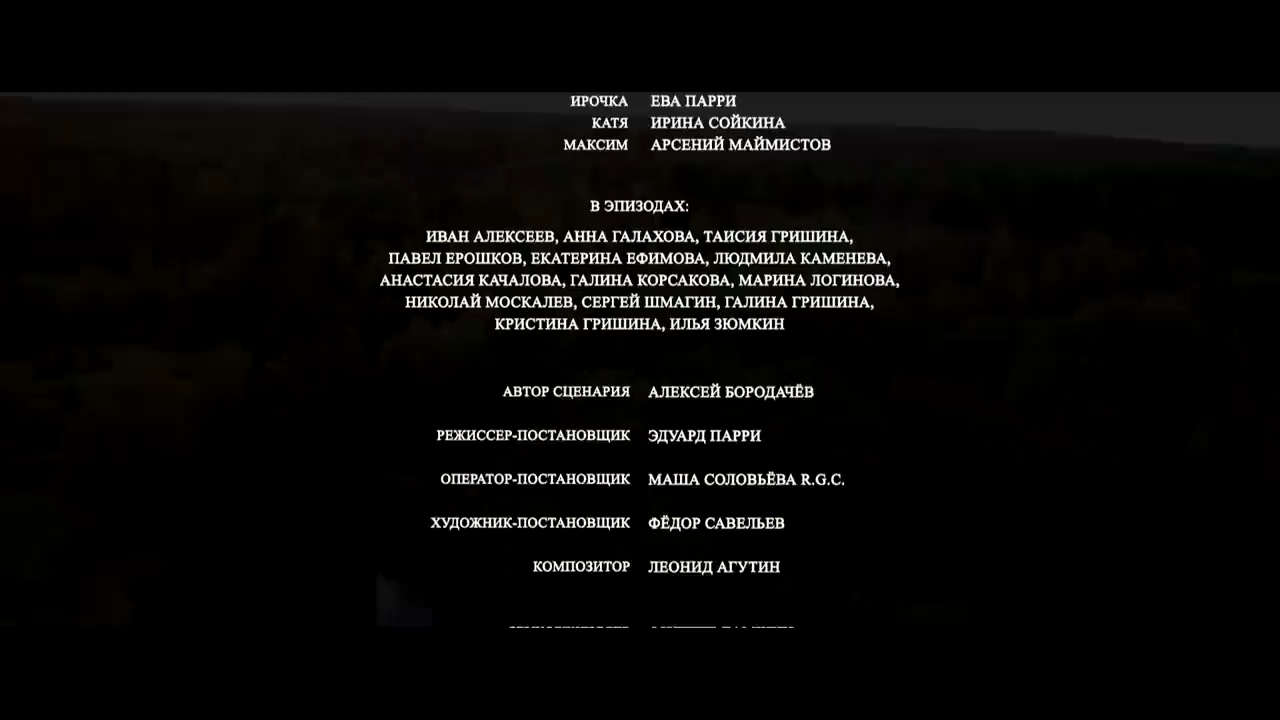 ИРОЧКА ЕВА ПАРРИ
КАТЯ ИРИНА СОЙКИНА
МАКСИМ АРСЕНИЙ МАЙМИСТОВ
В ЭПИЗОДАХ:
ИВАН АЛЕКСЕЕВ, АННА ГАЛАХОВА, ТАИСИЯ ГРИШИНА,
ПАВЕЛ ЕРОШКОВ, ЕКАТЕРИНА ЕФИМОВА, ЛЮДМИЛА КАМЕНЕВА,
АНАСТАСИЯ КАЧАЛОВА, ГАЛИНА КОРСАКОВА, МАРИНА ЛОГИНОВА,
НИКОЛАЙ МОСКАЛЕВ, СЕРГЕЙ ШМАГИН, ГАЛИНА ГРИШИНА,
КРИСТИНА ГРИШИНА, ИЛЬЯ ЗЮМКИН
АВТОР СЦЕНАРИЯ АЛЕКСЕЙ БОРОДАЧЁВ
РЕЖИССЕР-ПОСТАНОВЩИК ЭДУАРД ПАРРИ
ОПЕРАТОР-ПОСТАНОВЩИК МАША СОЛОВЬЁВА R.G.C.
ХУДОЖНИК-ПОСТАНОВЩИК ФЁДОР САВЕЛЬЕВ
КОМПОЗИТОР ЛЕОНИД АГУТИН